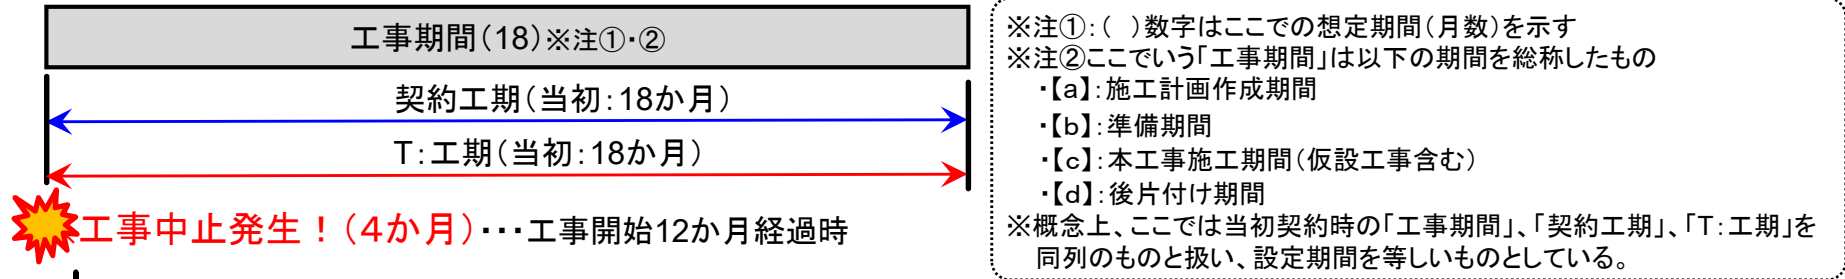 工事期間(18)※注①・②
契約工期(当初:18か月)
T:工期(当初:18か月)
工事中止発生!(4か月)・・・工事開始12か月経過時
※注①:( )数字はここでの想定期間(月数)を示す
※注②ここでいう「工事期間」は以下の期間を総称したもの
・【a】:施工計画作成期間
・【b】:準備期間
・【c】:本工事施工期間(仮設工事含む)
・【d】:後片付け期間
※概念上、ここでは当初契約時の「工事期間」、「契約工期」、「T:工期」を
同列のものと扱い、設定期間を等しいものとしている。